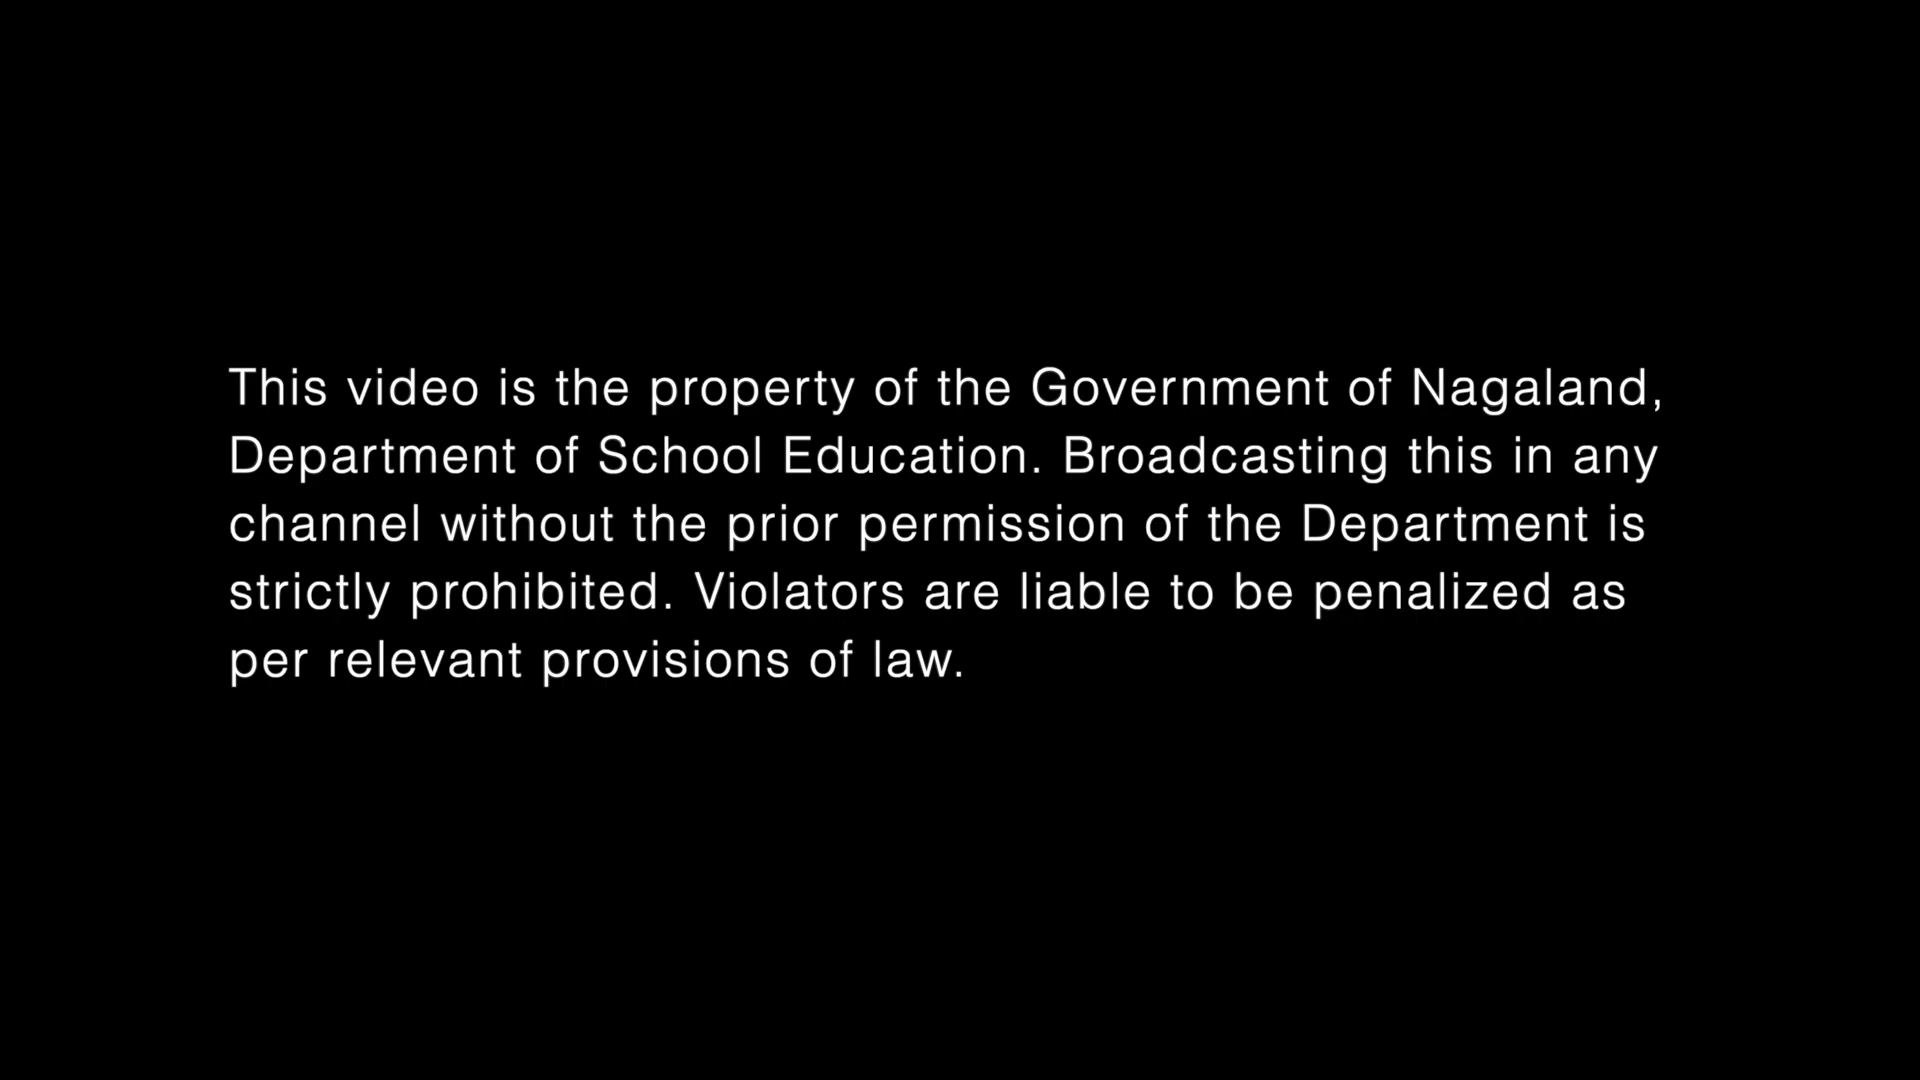 This video is the property of the Government of Nagaland,
Department of School Education. Broadcasting this in any
channel without the prior permission of the Department is
strictly prohibited. Violators are liable to be penalized as
per relevant provisions of law.